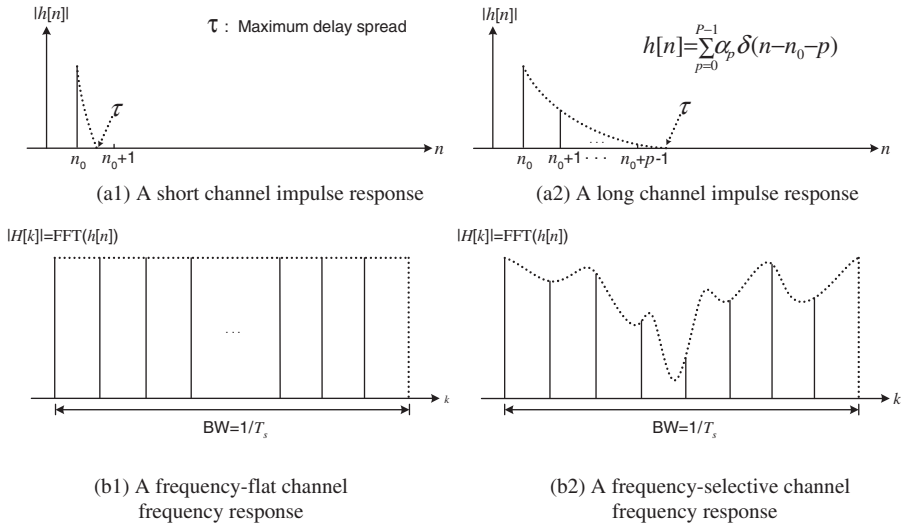 |h[n]|
τ : Maximum delay spread
τ
n₀ n₀+1 n
(a1) A short channel impulse response
|h[n]|
h[n]=∑_{p=0}^{P−1} α_p δ(n−n₀−p)
τ
...
n₀ n₀+1 ... n₀+p-1 n
(a2) A long channel impulse response
|H[k]|=FFT(h[n])
...
k
BW=1/Tₛ
(b1) A frequency-flat channel
frequency response
|H[k]|=FFT(h[n])
k
BW=1/Tₛ
(b2) A frequency-selective channel
frequency response